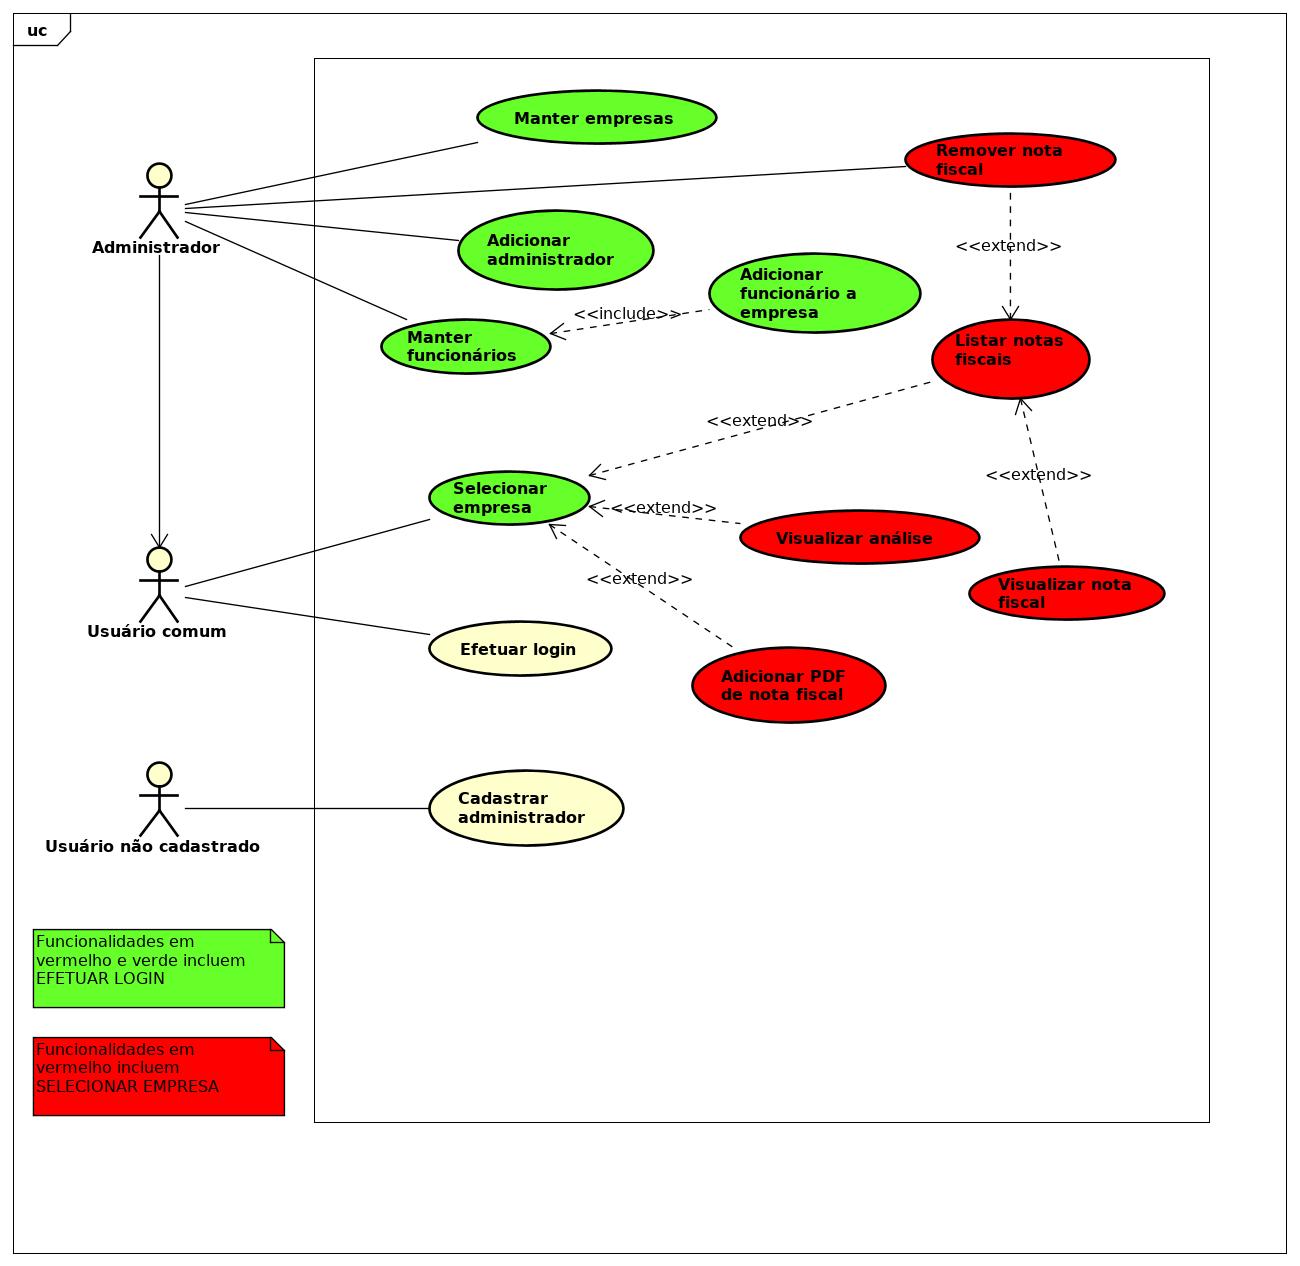 uc
Manter empresas
Remover nota
fiscal
Administrador
Adicionar
administrador
<<extend>>
Adicionar
funcionário a
empresa
<<include>>
Manter
funcionários
Listar notas
fiscais
<<extend>>
<<extend>>
Selecionar
empresa
<<extend>>
Visualizar análise
<<extend>>
Visualizar nota
fiscal
Usuário comum
Efetuar login
Adicionar PDF
de nota fiscal
Cadastrar
administrador
Usuário não cadastrado
Funcionalidades em
vermelho e verde incluem
EFETUAR LOGIN
Funcionalidades em
vermelho incluem
SELECIONAR EMPRESA